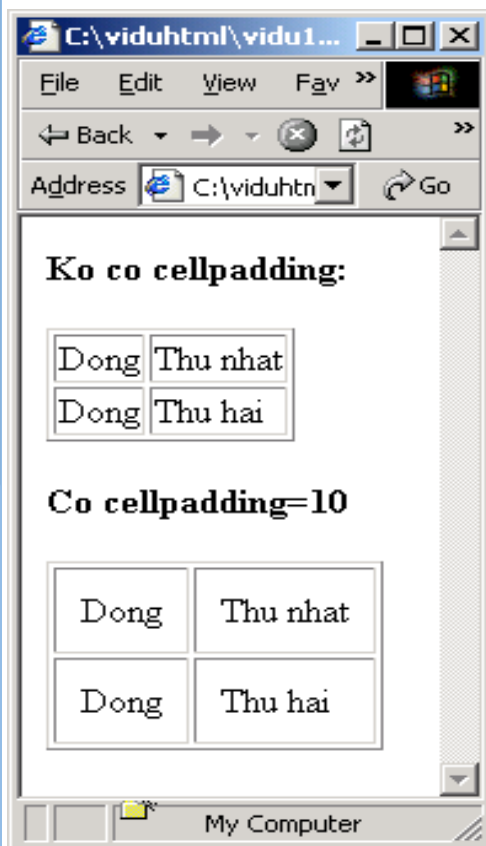 C:\viduhtml\vidu1...
File Edit View Fav »
Back »
Address C:\viduhtn Go
Ko co cellpadding:
Dong Thu nhat
Dong Thu hai
Co cellpadding=10
Dong Thu nhat
Dong Thu hai
My Computer